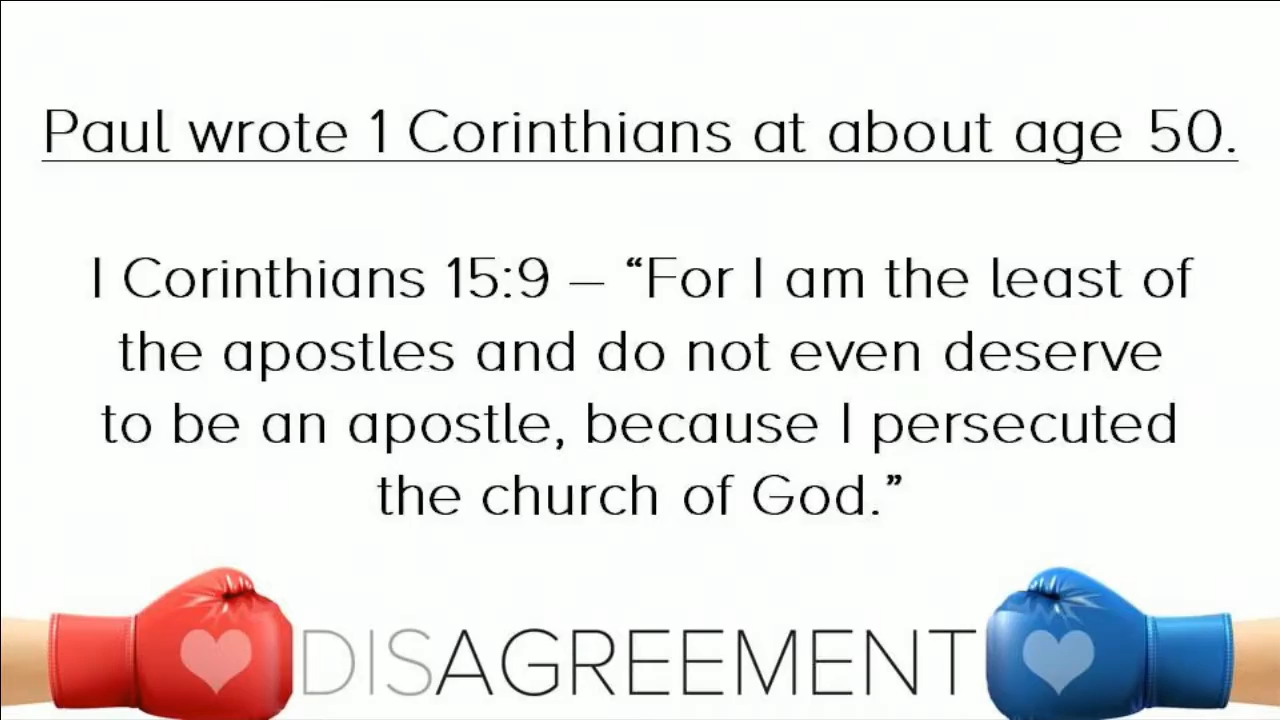 Paul wrote 1 Corinthians at about age 50.
I Corinthians 15:9 – “For I am the least of
the apostles and do not even deserve
to be an apostle, because I persecuted
the church of God.”
DISAGREEMENT